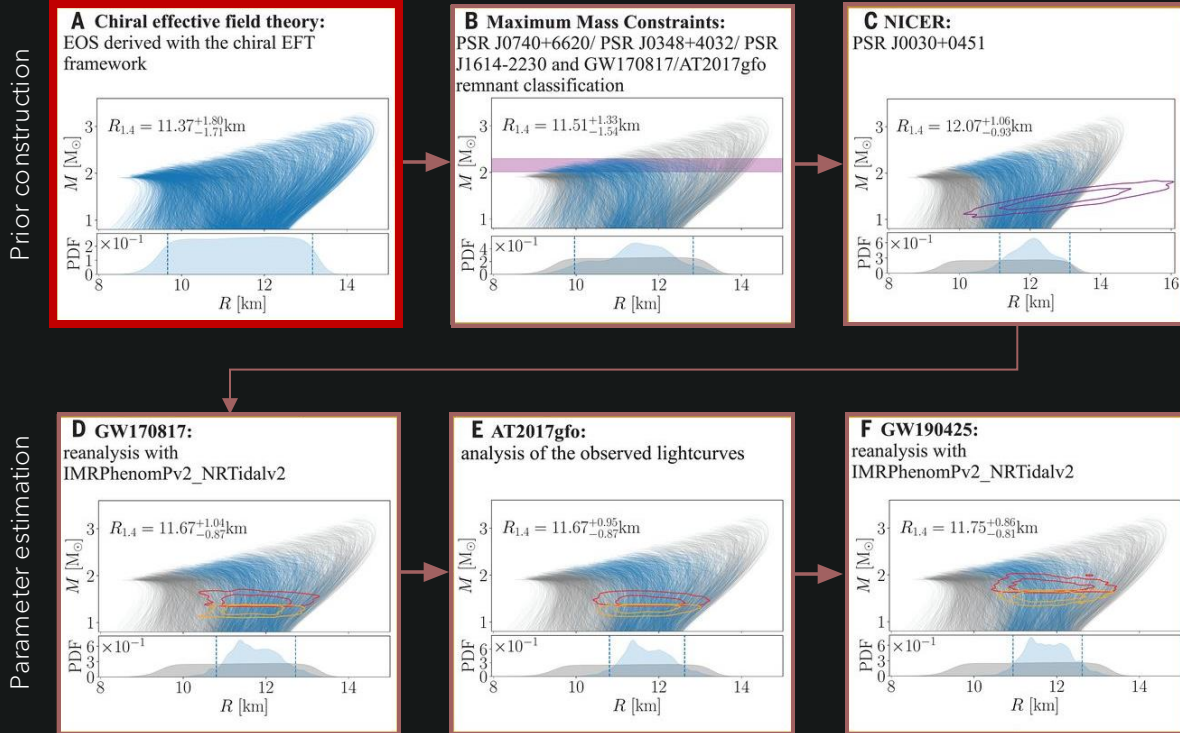 Prior construction
A Chiral effective field theory:
EOS derived with the chiral EFT
framework
R₁.₄ = 11.37+1.80−1.71km
M [M⊙]
3
2
1
PDF
×10⁻¹
2
0
8 10 12 14
R [km]
B Maximum Mass Constraints:
PSR J0740+6620/ PSR J0348+4032/ PSR
J1614-2230 and GW170817/AT2017gfo
remnant classification
R₁.₄ = 11.51+1.33−1.54km
M [M⊙]
3
2
1
PDF
×10⁻¹
4
2
0
8 10 12 14
R [km]
C NICER:
PSR J0030+0451
R₁.₄ = 12.07+1.06−0.93km
M [M⊙]
3
2
1
PDF
×10⁻¹
6
3
0
8 10 12 14 16
R [km]
Parameter estimation
D GW170817:
reanalysis with
IMRPhenomPv2_NRTidalv2
R₁.₄ = 11.67+1.04−0.87km
M [M⊙]
3
2
1
PDF
×10⁻¹
6
3
0
8 10 12 14
R [km]
E AT2017gfo:
analysis of the observed lightcurves
R₁.₄ = 11.67+0.95−0.87km
M [M⊙]
3
2
1
PDF
×10⁻¹
6
3
0
8 10 12 14
R [km]
F GW190425:
reanalysis with
IMRPhenomPv2_NRTidalv2
R₁.₄ = 11.75+0.86−0.81km
M [M⊙]
3
2
1
PDF
×10⁻¹
6
3
0
8 10 12 14
R [km]